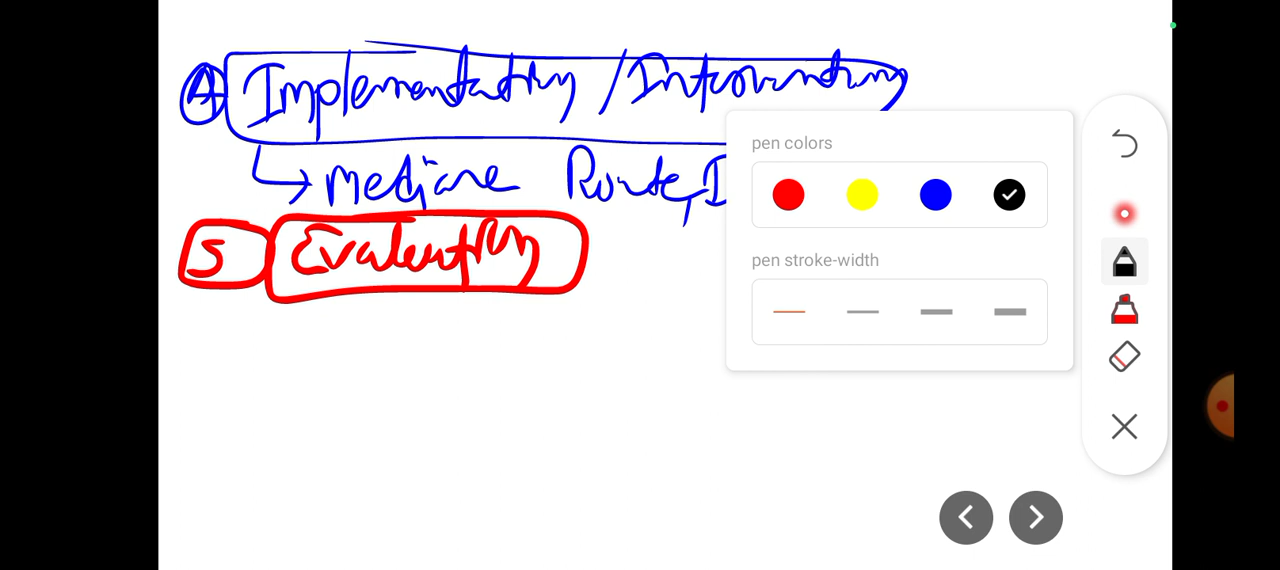 4 Implementation / Intervention
Medicine Route, D
5 Evaluation
pen colors
pen stroke-width